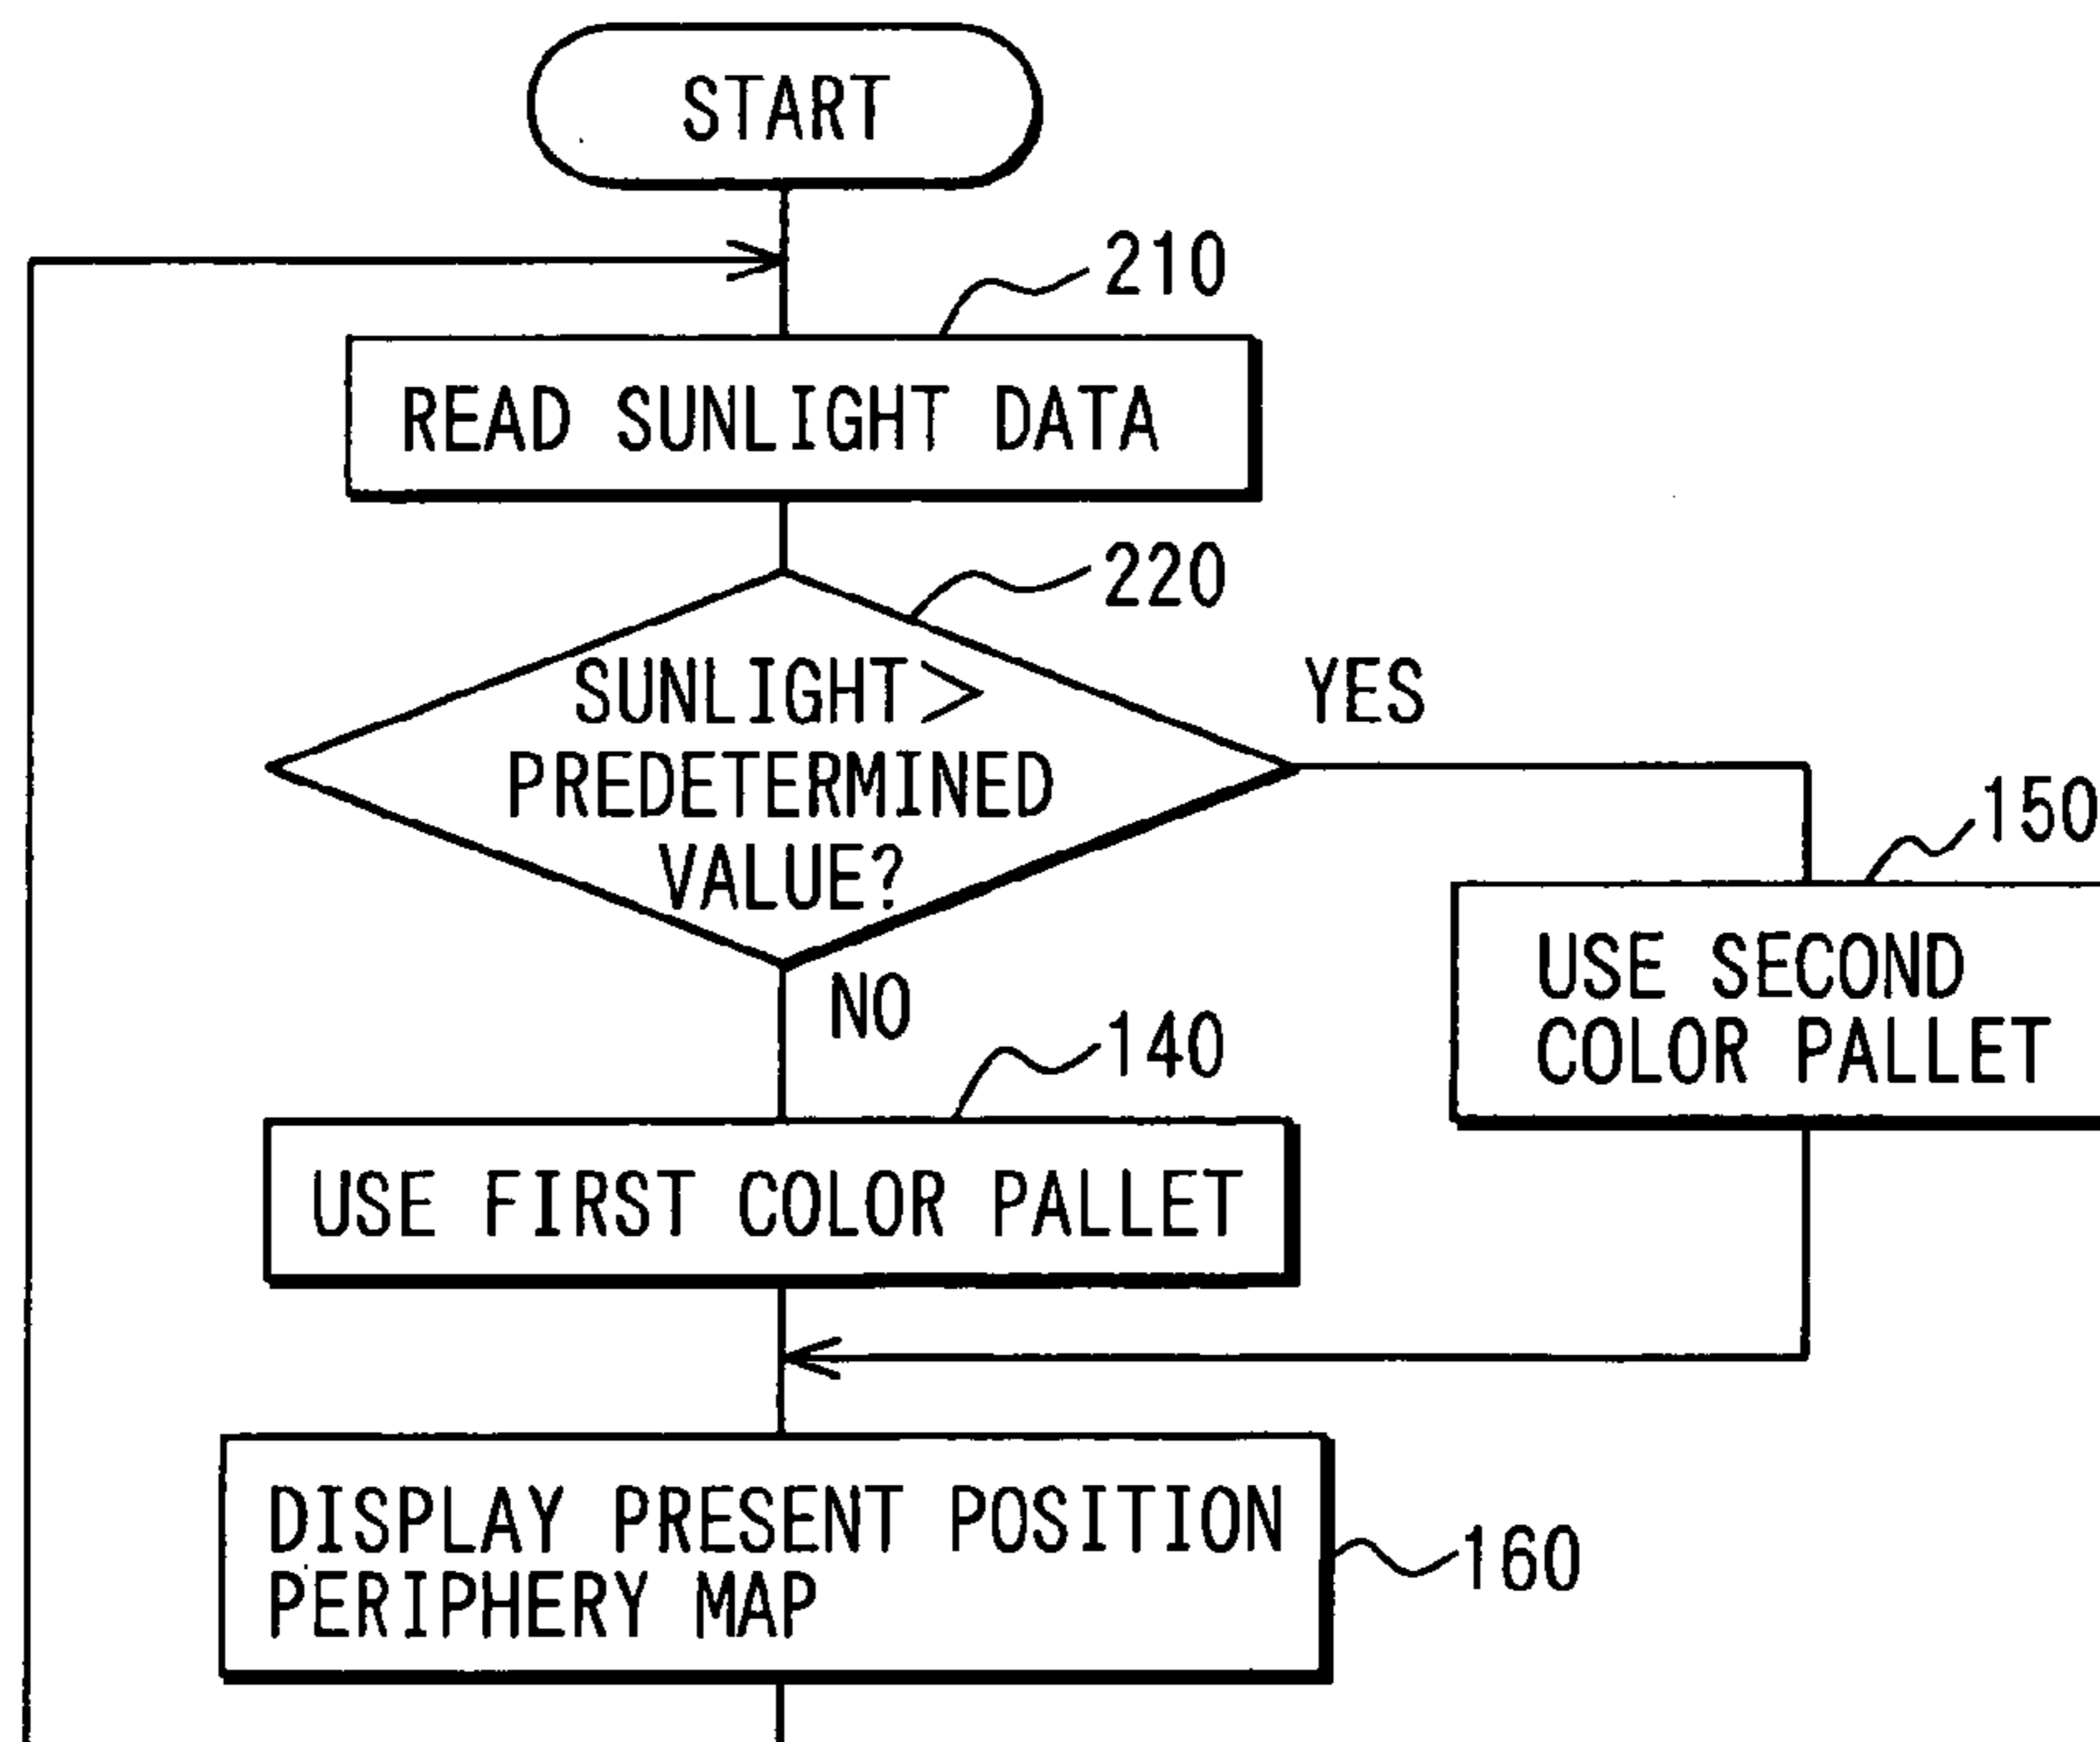 START
210
READ SUNLIGHT DATA
220
SUNLIGHT>
PREDETERMINED
VALUE?
YES
150
USE SECOND
COLOR PALLET
NO
140
USE FIRST COLOR PALLET
DISPLAY PRESENT POSITION
PERIPHERY MAP
160